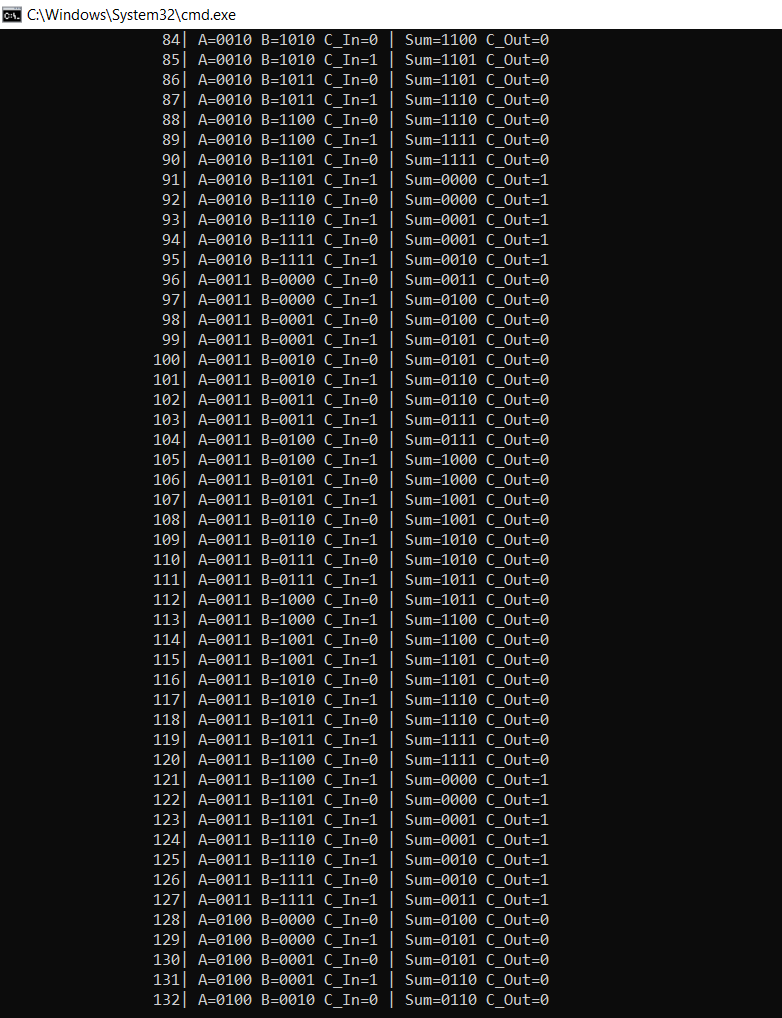 C:\Windows\System32\cmd.exe
84| A=0010 B=1010 C_In=0 | Sum=1100 C_Out=0
85| A=0010 B=1010 C_In=1 | Sum=1101 C_Out=0
86| A=0010 B=1011 C_In=0 | Sum=1101 C_Out=0
87| A=0010 B=1011 C_In=1 | Sum=1110 C_Out=0
88| A=0010 B=1100 C_In=0 | Sum=1110 C_Out=0
89| A=0010 B=1100 C_In=1 | Sum=1111 C_Out=0
90| A=0010 B=1101 C_In=0 | Sum=1111 C_Out=0
91| A=0010 B=1101 C_In=1 | Sum=0000 C_Out=1
92| A=0010 B=1110 C_In=0 | Sum=0000 C_Out=1
93| A=0010 B=1110 C_In=1 | Sum=0001 C_Out=1
94| A=0010 B=1111 C_In=0 | Sum=0001 C_Out=1
95| A=0010 B=1111 C_In=1 | Sum=0010 C_Out=1
96| A=0011 B=0000 C_In=0 | Sum=0011 C_Out=0
97| A=0011 B=0000 C_In=1 | Sum=0100 C_Out=0
98| A=0011 B=0001 C_In=0 | Sum=0100 C_Out=0
99| A=0011 B=0001 C_In=1 | Sum=0101 C_Out=0
100| A=0011 B=0010 C_In=0 | Sum=0101 C_Out=0
101| A=0011 B=0010 C_In=1 | Sum=0110 C_Out=0
102| A=0011 B=0011 C_In=0 | Sum=0110 C_Out=0
103| A=0011 B=0011 C_In=1 | Sum=0111 C_Out=0
104| A=0011 B=0100 C_In=0 | Sum=0111 C_Out=0
105| A=0011 B=0100 C_In=1 | Sum=1000 C_Out=0
106| A=0011 B=0101 C_In=0 | Sum=1000 C_Out=0
107| A=0011 B=0101 C_In=1 | Sum=1001 C_Out=0
108| A=0011 B=0110 C_In=0 | Sum=1001 C_Out=0
109| A=0011 B=0110 C_In=1 | Sum=1010 C_Out=0
110| A=0011 B=0111 C_In=0 | Sum=1010 C_Out=0
111| A=0011 B=0111 C_In=1 | Sum=1011 C_Out=0
112| A=0011 B=1000 C_In=0 | Sum=1011 C_Out=0
113| A=0011 B=1000 C_In=1 | Sum=1100 C_Out=0
114| A=0011 B=1001 C_In=0 | Sum=1100 C_Out=0
115| A=0011 B=1001 C_In=1 | Sum=1101 C_Out=0
116| A=0011 B=1010 C_In=0 | Sum=1101 C_Out=0
117| A=0011 B=1010 C_In=1 | Sum=1110 C_Out=0
118| A=0011 B=1011 C_In=0 | Sum=1110 C_Out=0
119| A=0011 B=1011 C_In=1 | Sum=1111 C_Out=0
120| A=0011 B=1100 C_In=0 | Sum=1111 C_Out=0
121| A=0011 B=1100 C_In=1 | Sum=0000 C_Out=1
122| A=0011 B=1101 C_In=0 | Sum=0000 C_Out=1
123| A=0011 B=1101 C_In=1 | Sum=0001 C_Out=1
124| A=0011 B=1110 C_In=0 | Sum=0001 C_Out=1
125| A=0011 B=1110 C_In=1 | Sum=0010 C_Out=1
126| A=0011 B=1111 C_In=0 | Sum=0010 C_Out=1
127| A=0011 B=1111 C_In=1 | Sum=0011 C_Out=1
128| A=0100 B=0000 C_In=0 | Sum=0100 C_Out=0
129| A=0100 B=0000 C_In=1 | Sum=0101 C_Out=0
130| A=0100 B=0001 C_In=0 | Sum=0101 C_Out=0
131| A=0100 B=0001 C_In=1 | Sum=0110 C_Out=0
132| A=0100 B=0010 C_In=0 | Sum=0110 C_Out=0